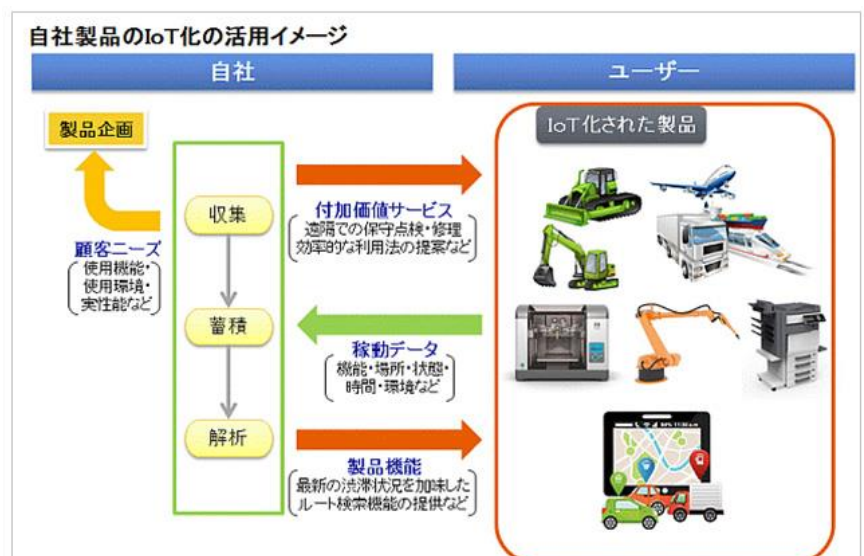 自社製品のIoT化の活用イメージ
自社
ユーザー
製品企画
IoT化された製品
収集
付加価値サービス
遠隔での保守点検・修理
効率的な利用法の提案など
顧客ニーズ
使用機能・
使用環境・
実性能など
蓄積
稼動データ
機能・場所・状態・
時間・環境など
解析
製品機能
最新の渋滞状況を加味した
ルート検索機能の提供など